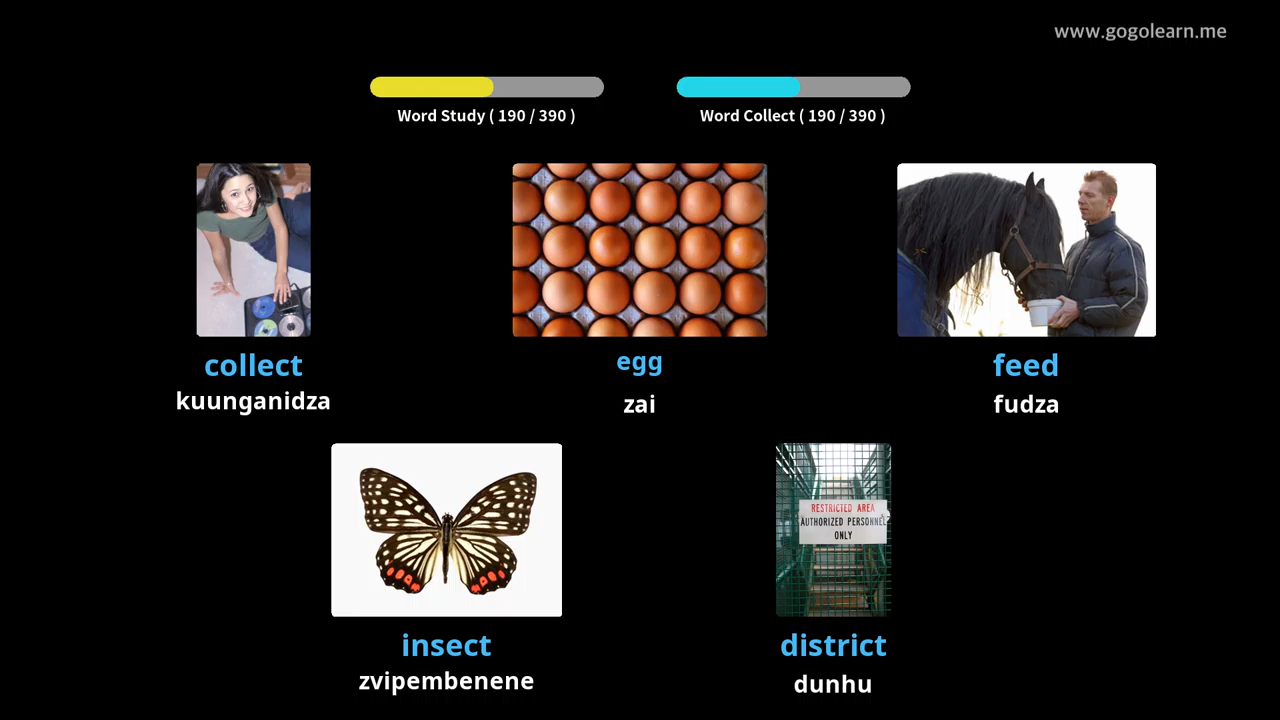 www.gogolearn.me
Word Study ( 190 / 390 )
Word Collect ( 190 / 390 )
collect
kuunganidza
egg
zai
feed
fudza
RESTRICTED AREA
AUTHORIZED PERSONNEL
ONLY
insect
zvipembenene
district
dunhu